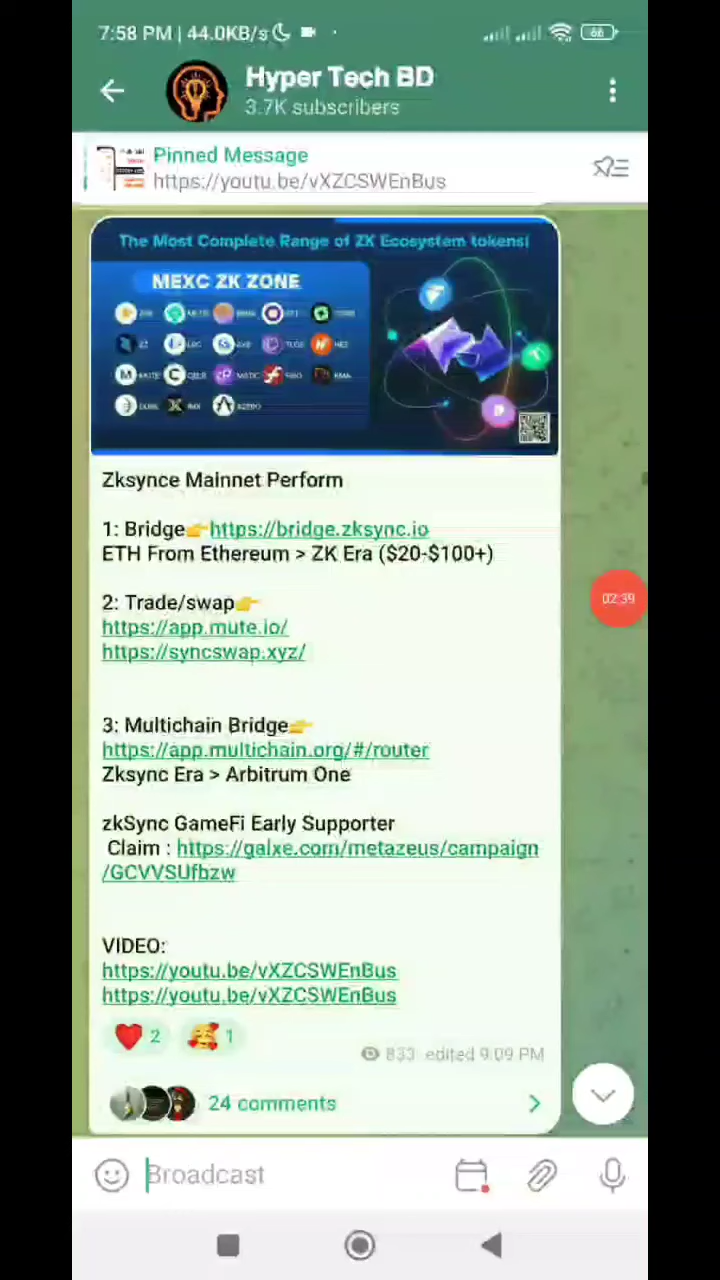 7:58 PM | 44.0KB/s
66
Hyper Tech BD
3.7K subscribers
Pinned Message
https://youtu.be/vXZCSWEnBus
The Most Complete Range of ZK Ecosystem tokens!
MEXC ZK ZONE
Zksynce Mainnet Perform
1: Bridge👉https://bridge.zksync.io
ETH From Ethereum > ZK Era ($20-$100+)
02:39
2: Trade/swap👉
https://app.mute.io/
https://syncswap.xyz/
3: Multichain Bridge👉
https://app.multichain.org/#/router
Zksync Era > Arbitrum One
zkSync GameFi Early Supporter
Claim : https://galxe.com/metazeus/campaign
/GCVVSUfbzw
VIDEO:
https://youtu.be/vXZCSWEnBus
https://youtu.be/vXZCSWEnBus
❤️ 2 🥰 1
833 edited 9:09 PM
24 comments
Broadcast